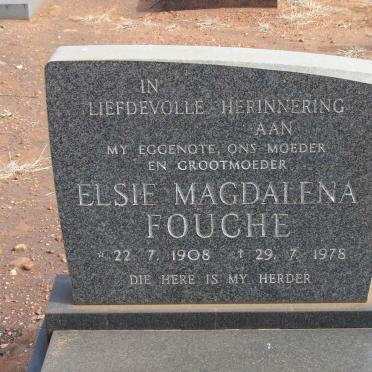 IN
LIEFDEVOLLE HERINNERING
AAN
MY EGGENOTE, ONS MOEDER
EN GROOTMOEDER
ELSIE MAGDALENA
FOUCHE
* 22. 7. 1908 † 29. 7. 1978
DIE HERE IS MY HERDER